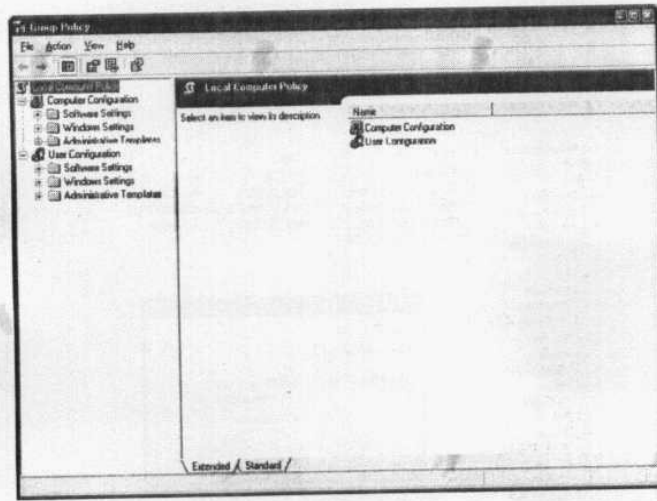 Group Policy
File Action View Help
Local Computer Policy
Computer Configuration
Software Settings
Windows Settings
Administrative Templates
User Configuration
Software Settings
Windows Settings
Administrative Templates
Local Computer Policy
Select an item to view its description.
Name
Computer Configuration
User Configuration
Extended Standard